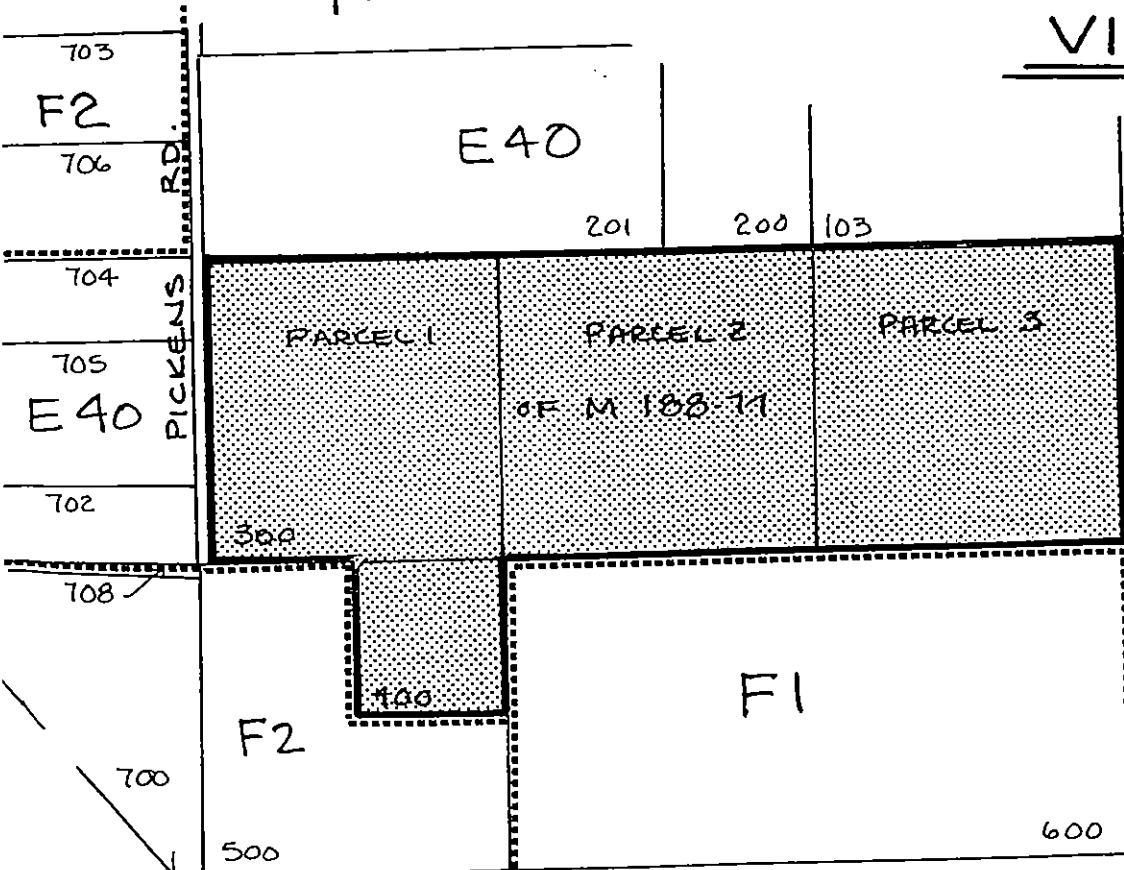 VI
703
F2
706
PICKENS RD.
E40
201
200
103
704
705
E40
702
PARCEL 1
PARCEL 2
PARCEL 3
OF M 188-77
300
708
400
F2
F1
700
500
600